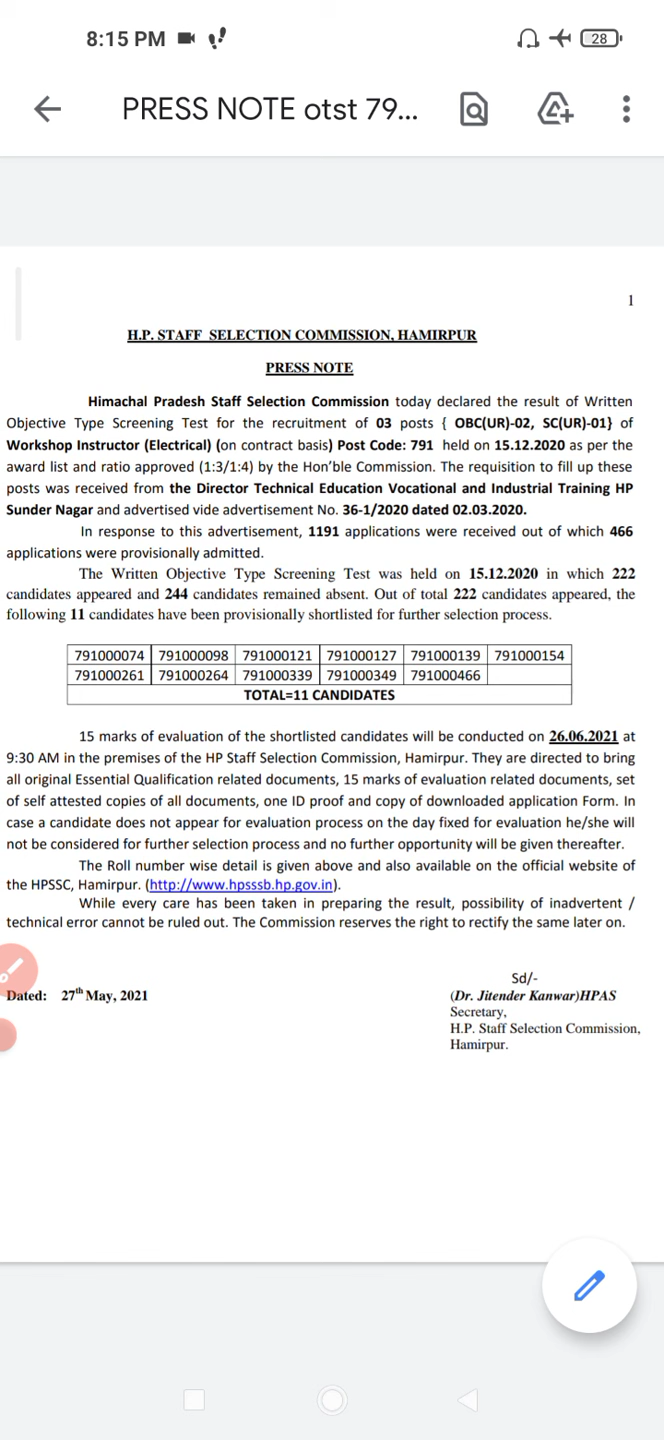 8:15 PM
28
PRESS NOTE otst 79...
1
H.P. STAFF SELECTION COMMISSION, HAMIRPUR
PRESS NOTE
Himachal Pradesh Staff Selection Commission today declared the result of Written
Objective Type Screening Test for the recruitment of 03 posts { OBC(UR)-02, SC(UR)-01} of
Workshop Instructor (Electrical) (on contract basis) Post Code: 791 held on 15.12.2020 as per the
award list and ratio approved (1:3/1:4) by the Hon'ble Commission. The requisition to fill up these
posts was received from the Director Technical Education Vocational and Industrial Training HP
Sunder Nagar and advertised vide advertisement No. 36-1/2020 dated 02.03.2020.
In response to this advertisement, 1191 applications were received out of which 466
applications were provisionally admitted.
The Written Objective Type Screening Test was held on 15.12.2020 in which 222
candidates appeared and 244 candidates remained absent. Out of total 222 candidates appeared, the
following 11 candidates have been provisionally shortlisted for further selection process.
791000074 791000098 791000121 791000127 791000139 791000154
791000261 791000264 791000339 791000349 791000466
TOTAL=11 CANDIDATES
15 marks of evaluation of the shortlisted candidates will be conducted on 26.06.2021 at
9:30 AM in the premises of the HP Staff Selection Commission, Hamirpur. They are directed to bring
all original Essential Qualification related documents, 15 marks of evaluation related documents, set
of self attested copies of all documents, one ID proof and copy of downloaded application Form. In
case a candidate does not appear for evaluation process on the day fixed for evaluation he/she will
not be considered for further selection process and no further opportunity will be given thereafter.
The Roll number wise detail is given above and also available on the official website of
the HPSSC, Hamirpur. (http://www.hpsssb.hp.gov.in).
While every care has been taken in preparing the result, possibility of inadvertent /
technical error cannot be ruled out. The Commission reserves the right to rectify the same later on.
Sd/-
Dated: 27th May, 2021
(Dr. Jitender Kanwar)HPAS
Secretary,
H.P. Staff Selection Commission,
Hamirpur.